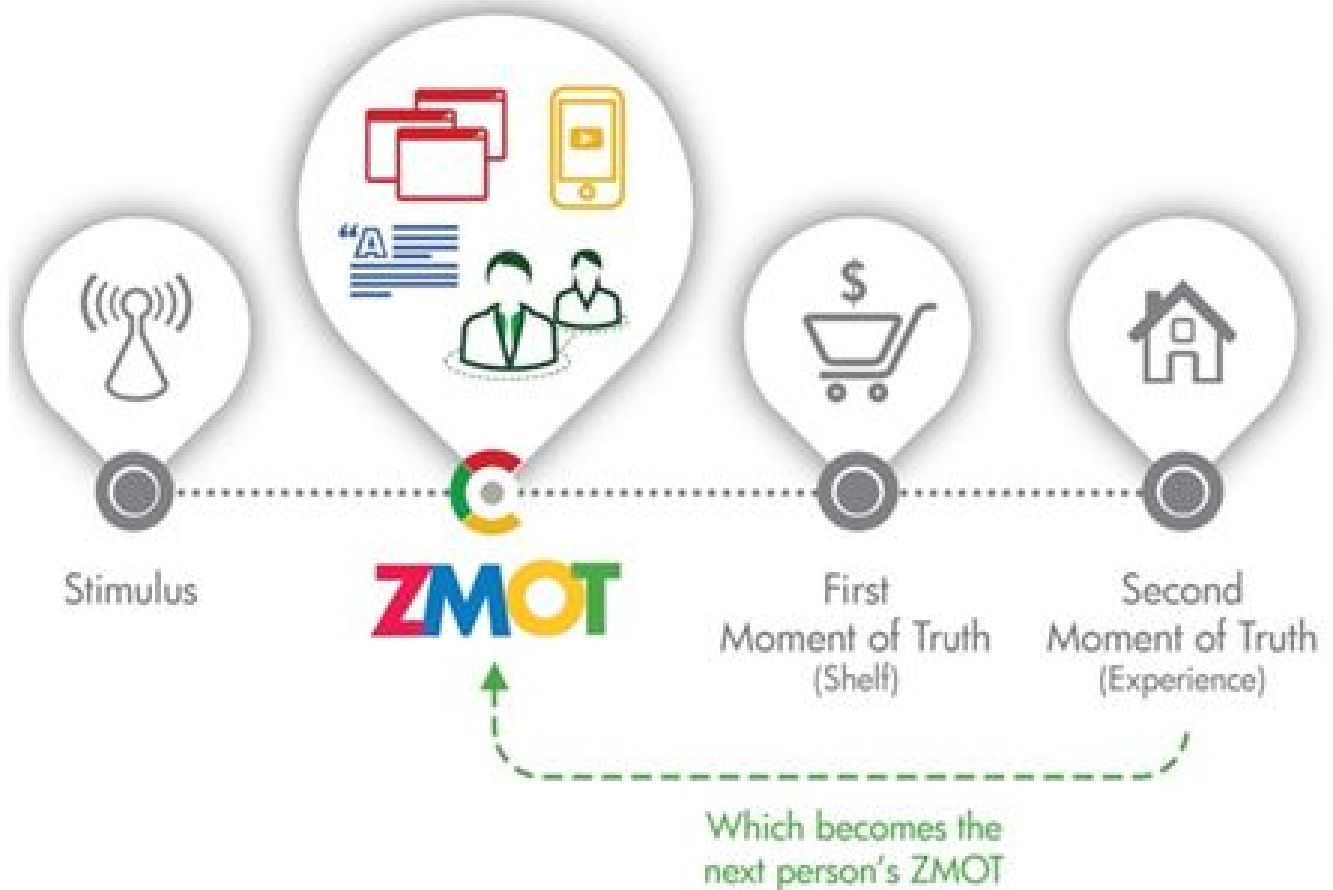 $
“A
Stimulus
ZMOT
First
Moment of Truth
(Shelf)
Second
Moment of Truth
(Experience)
Which becomes the
next person's ZMOT